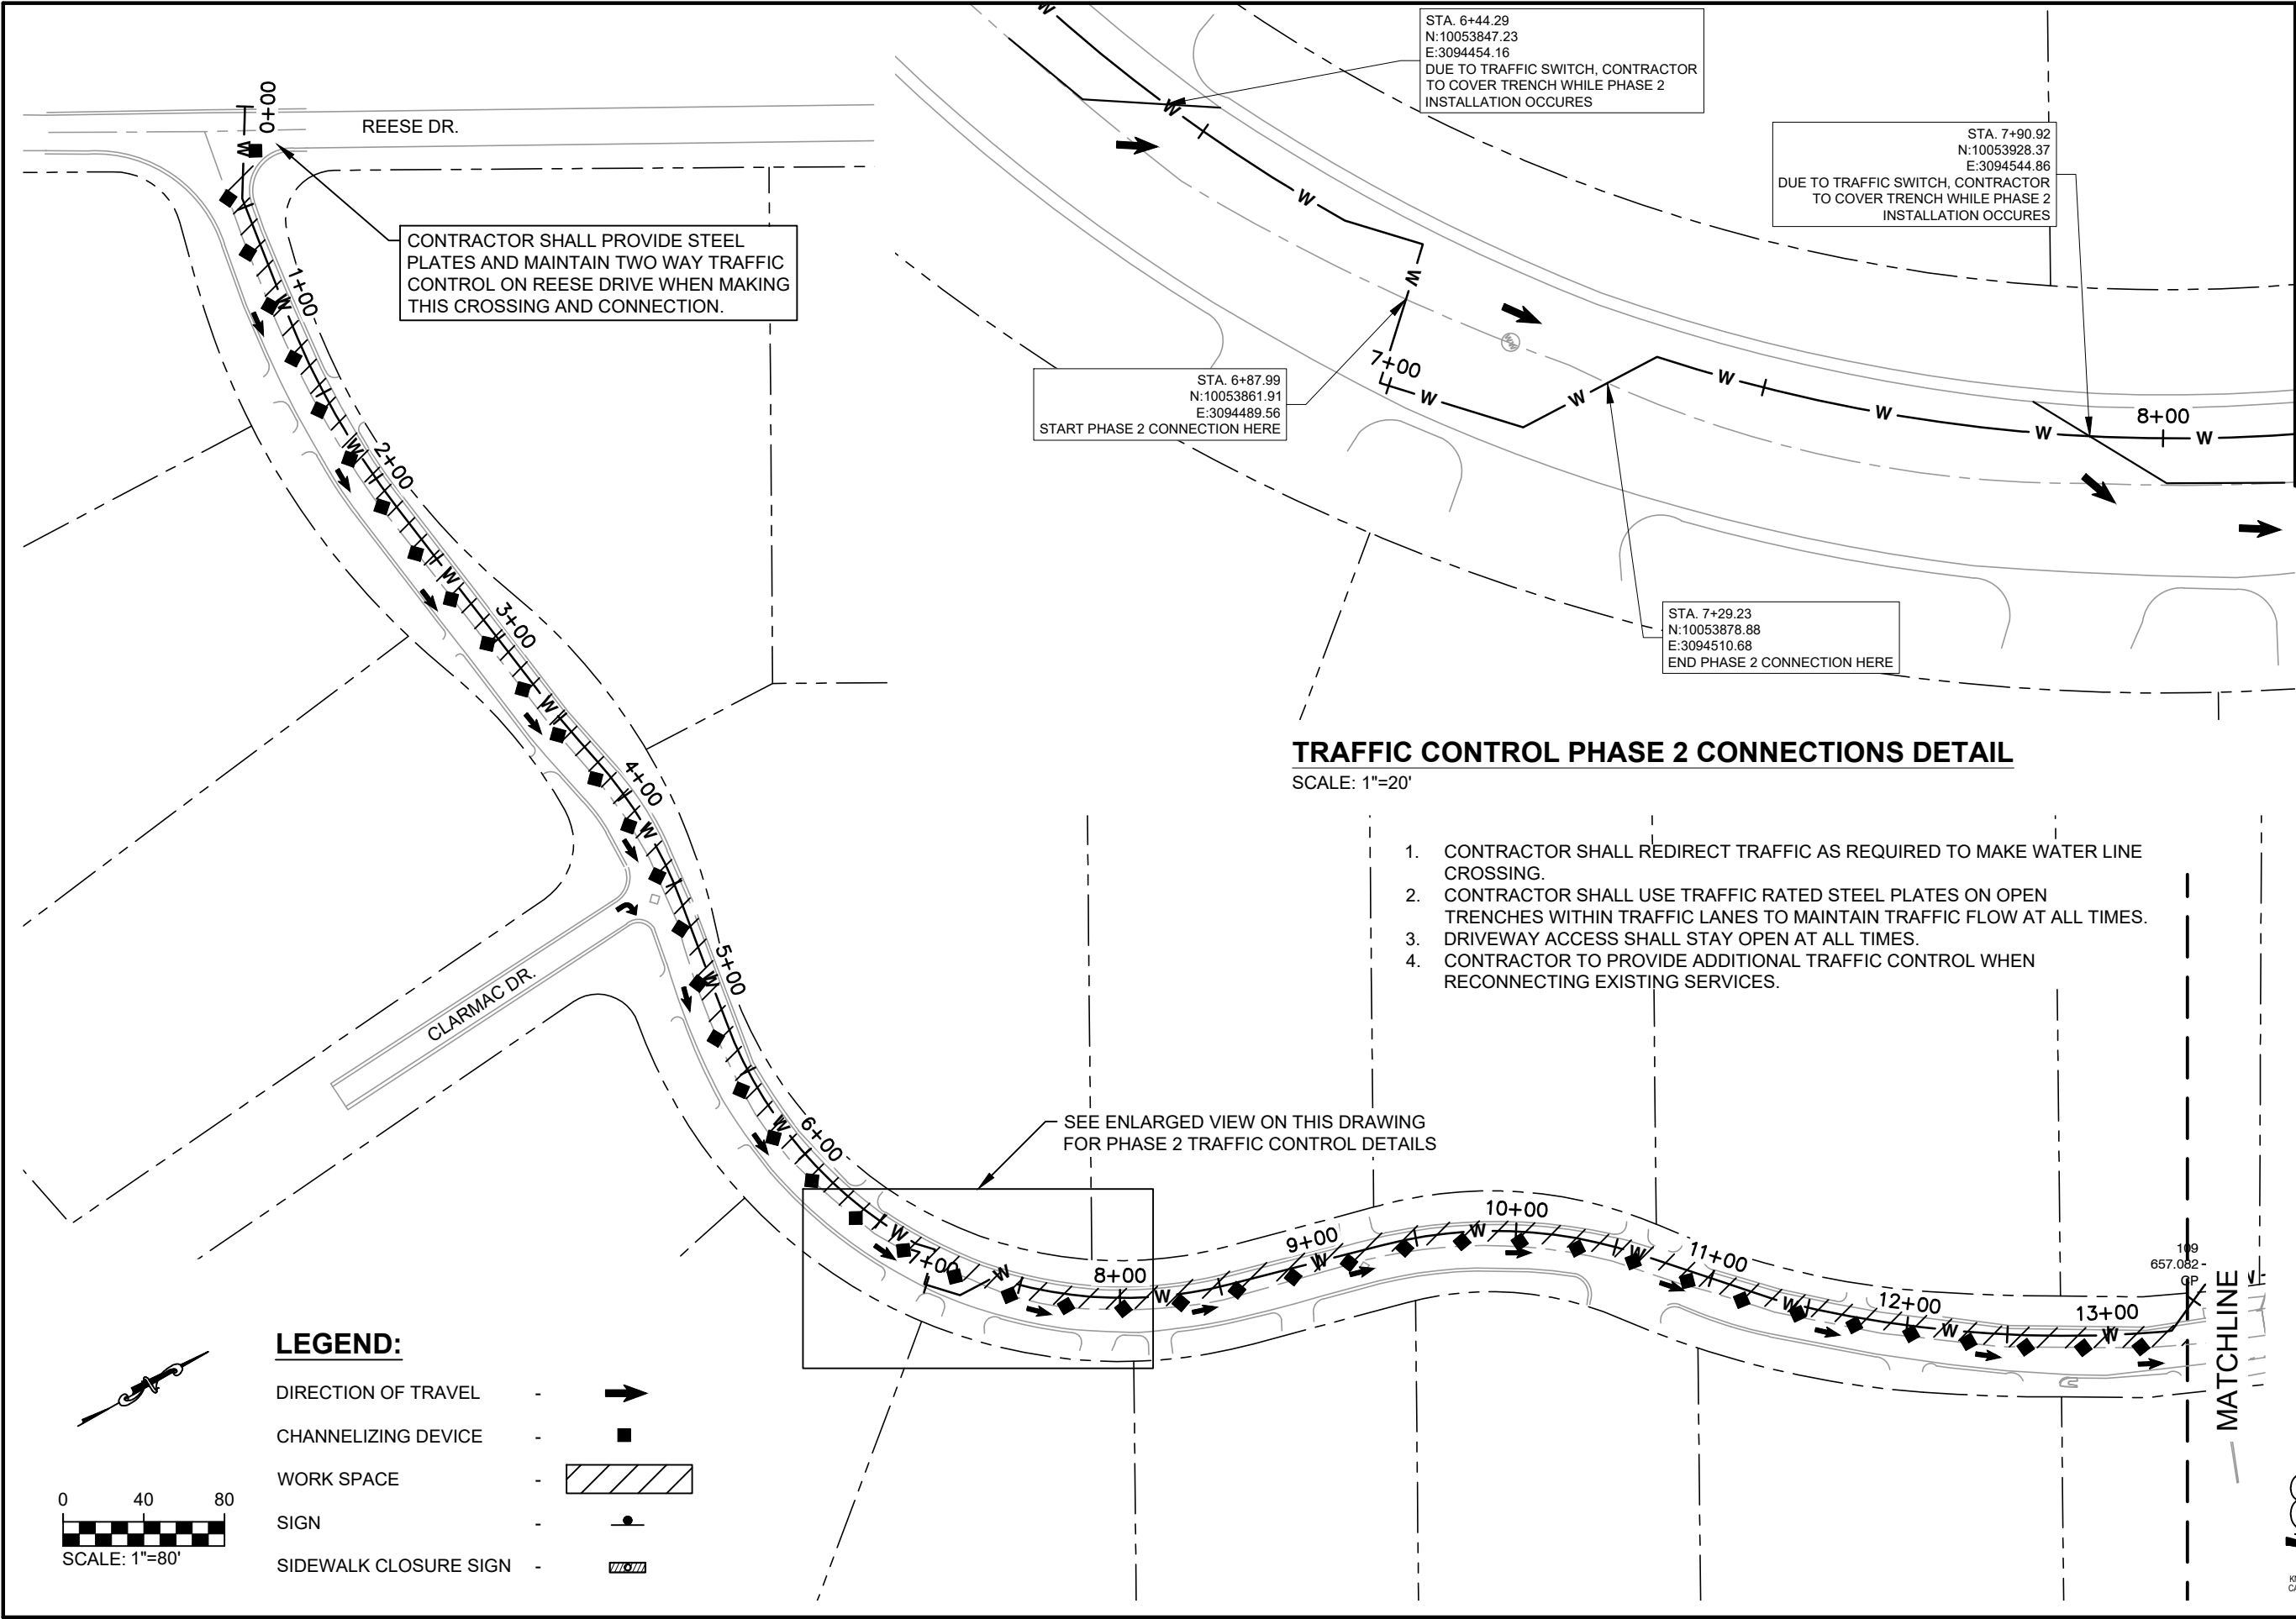 STA. 6+44.29
N:10053847.23
E:3094454.16
DUE TO TRAFFIC SWITCH, CONTRACTOR
TO COVER TRENCH WHILE PHASE 2
INSTALLATION OCCURES
STA. 7+90.92
N:10053928.37
E:3094544.86
DUE TO TRAFFIC SWITCH, CONTRACTOR
TO COVER TRENCH WHILE PHASE 2
INSTALLATION OCCURES
W
W
W
W
7+00
W
W
W
W
W
8+00
W
STA. 6+87.99
N:10053861.91
E:3094489.56
START PHASE 2 CONNECTION HERE
STA. 7+29.23
N:10053878.88
E:3094510.68
END PHASE 2 CONNECTION HERE
TRAFFIC CONTROL PHASE 2 CONNECTIONS DETAIL
SCALE: 1"=20'
1. CONTRACTOR SHALL REDIRECT TRAFFIC AS REQUIRED TO MAKE WATER LINE
CROSSING.
2. CONTRACTOR SHALL USE TRAFFIC RATED STEEL PLATES ON OPEN
TRENCHES WITHIN TRAFFIC LANES TO MAINTAIN TRAFFIC FLOW AT ALL TIMES.
3. DRIVEWAY ACCESS SHALL STAY OPEN AT ALL TIMES.
4. CONTRACTOR TO PROVIDE ADDITIONAL TRAFFIC CONTROL WHEN
RECONNECTING EXISTING SERVICES.
0+00
REESE DR.
W
CONTRACTOR SHALL PROVIDE STEEL
PLATES AND MAINTAIN TWO WAY TRAFFIC
CONTROL ON REESE DRIVE WHEN MAKING
THIS CROSSING AND CONNECTION.
1+00
W
2+00
W
W
3+00
W
4+00
W
5+00
W
CLARMAC DR.
6+00
W
SEE ENLARGED VIEW ON THIS DRAWING
FOR PHASE 2 TRAFFIC CONTROL DETAILS
W
7+00
W
8+00
W
9+00
W
10+00
W
W
11+00
W
12+00
W
13+00
W
109
657.082
CP
W
MATCHLINE
LEGEND:
DIRECTION OF TRAVEL -
CHANNELIZING DEVICE -
WORK SPACE -
SIGN -
SIDEWALK CLOSURE SIGN -
0 40 80
SCALE: 1"=80'